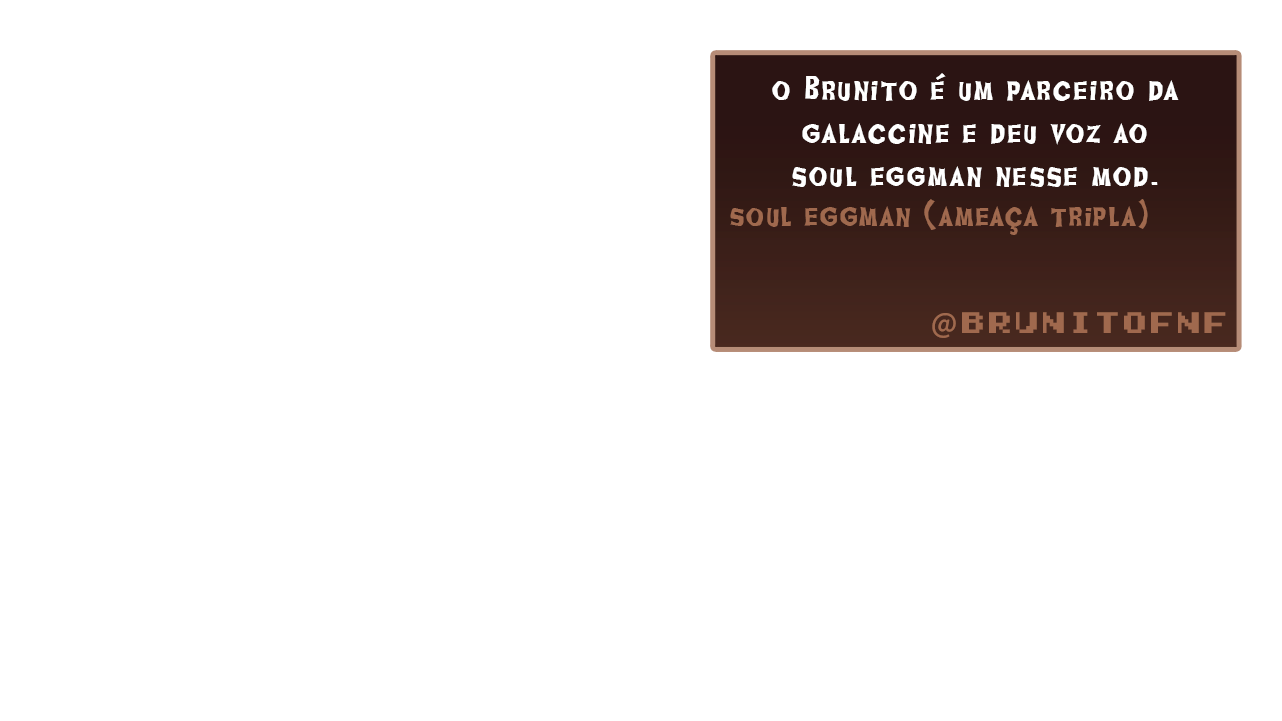 O BRUNITO É UM PARCEIRO DA
GALACCINE E DEU VOZ AO
SOUL EGGMAN NESSE MOD.
SOUL EGGMAN (AMEAÇA TRIPLA)
@BRUNITOFNF